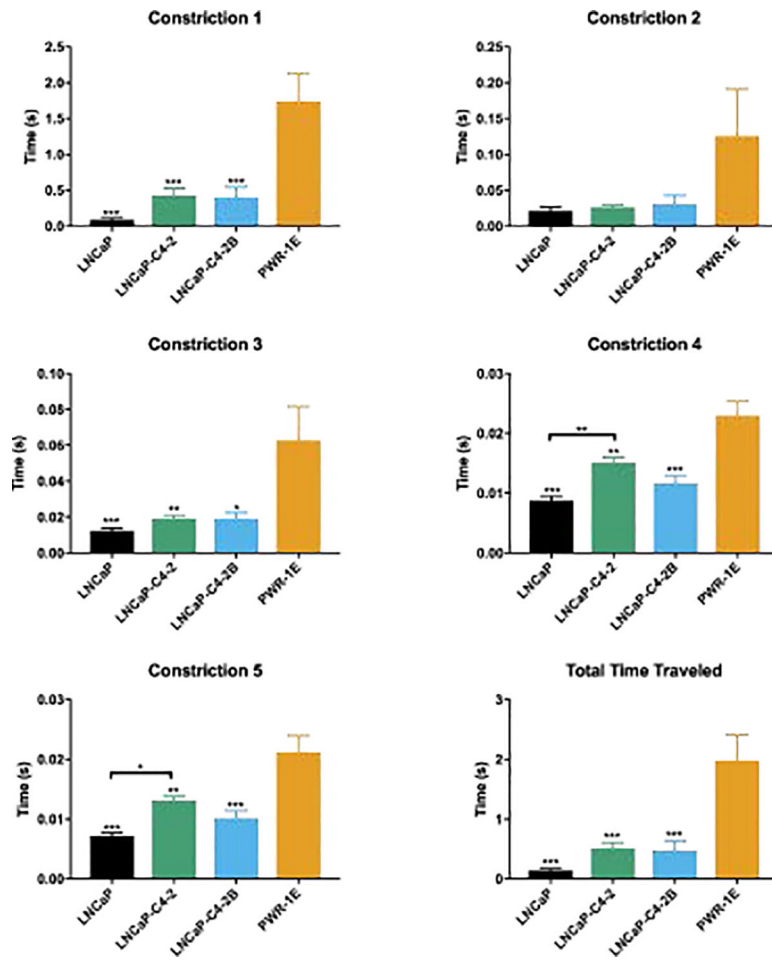 Constriction 1
Time (s)
2.5
2.0
1.5
1.0
0.5
0.0
***
***
***
LNCaP
LNCaP-C4-2
LNCaP-C4-2B
PWR-1E
Constriction 2
Time (s)
0.25
0.20
0.15
0.10
0.05
0.00
LNCaP
LNCaP-C4-2
LNCaP-C4-2B
PWR-1E
Constriction 3
Time (s)
0.10
0.08
0.06
0.04
0.02
0.00
***
**
*
LNCaP
LNCaP-C4-2
LNCaP-C4-2B
PWR-1E
Constriction 4
Time (s)
0.03
0.02
0.01
0.00
**
***
**
***
LNCaP
LNCaP-C4-2
LNCaP-C4-2B
PWR-1E
Constriction 5
Time (s)
0.03
0.02
0.01
0.00
*
***
**
***
LNCaP
LNCaP-C4-2
LNCaP-C4-2B
PWR-1E
Total Time Traveled
Time (s)
3
2
1
0
***
***
***
LNCaP
LNCaP-C4-2
LNCaP-C4-2B
PWR-1E